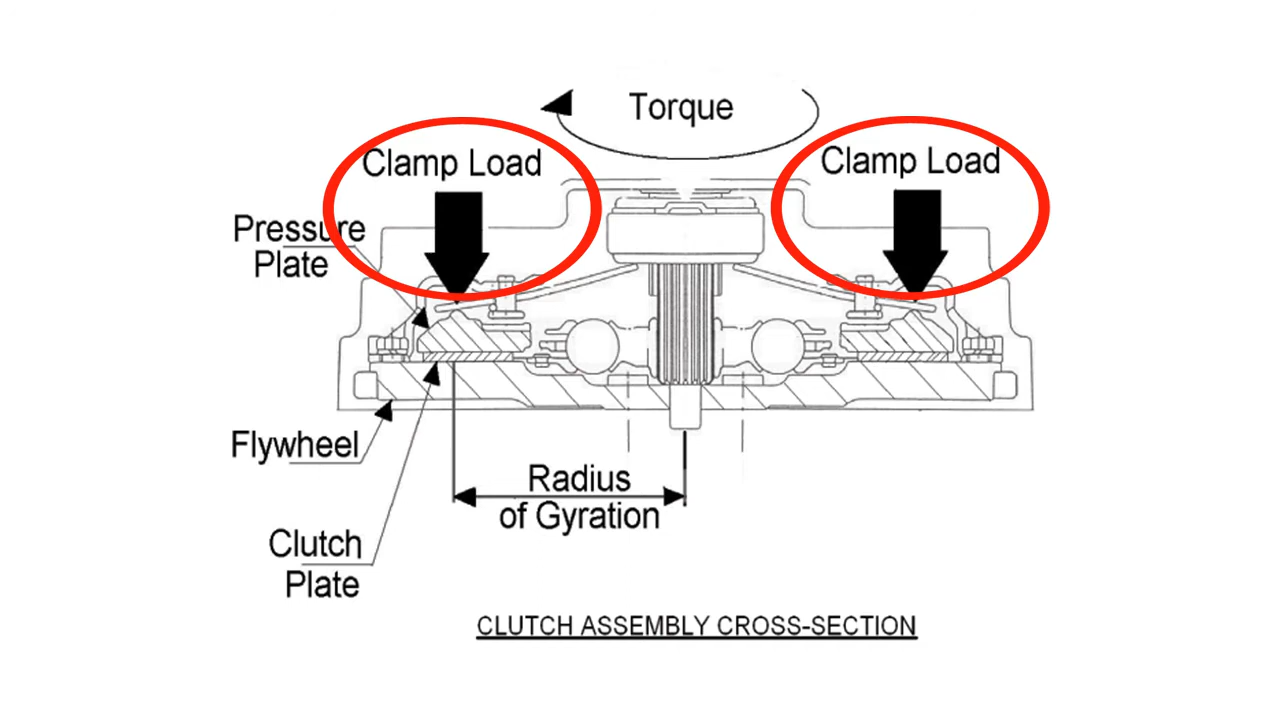 Torque
Clamp Load
Clamp Load
Pressure
Plate
Flywheel
Radius
of Gyration
Clutch
Plate
CLUTCH ASSEMBLY CROSS-SECTION